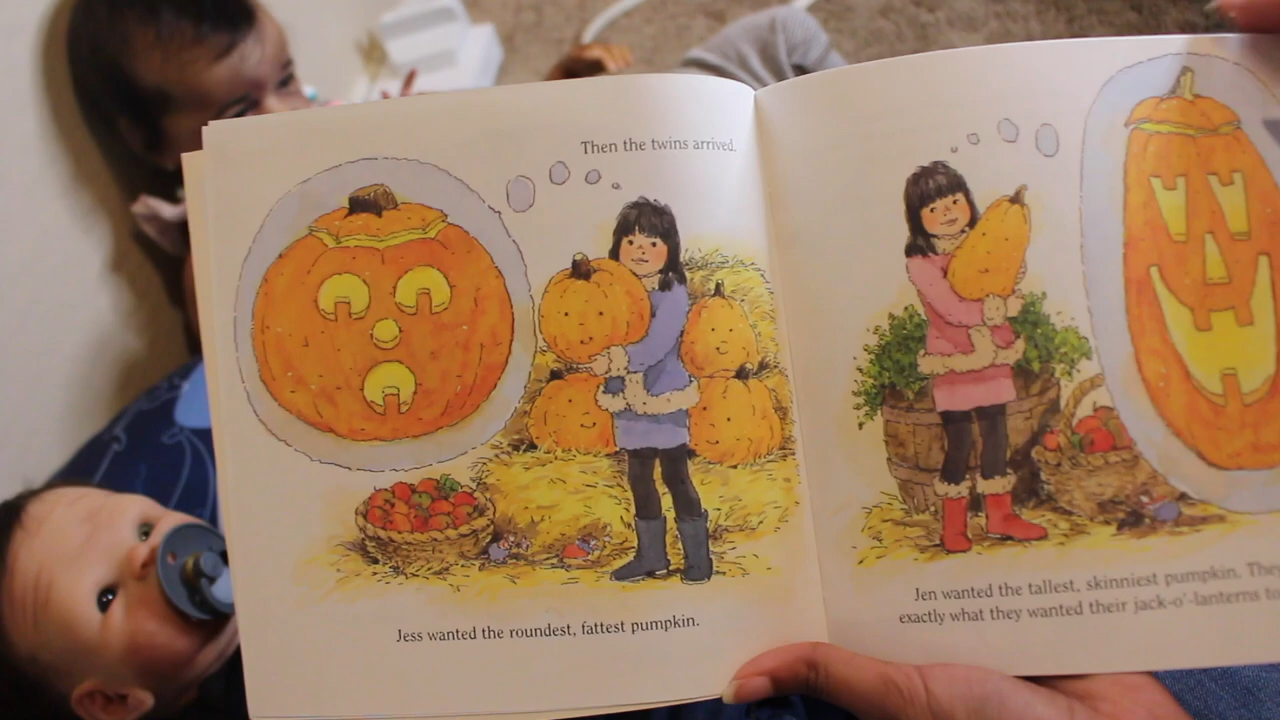 Then the twins arrived.
Jess wanted the roundest, fattest pumpkin.
Jen wanted the tallest, skinniest pumpkin. They
exactly what they wanted their jack-o'-lanterns to